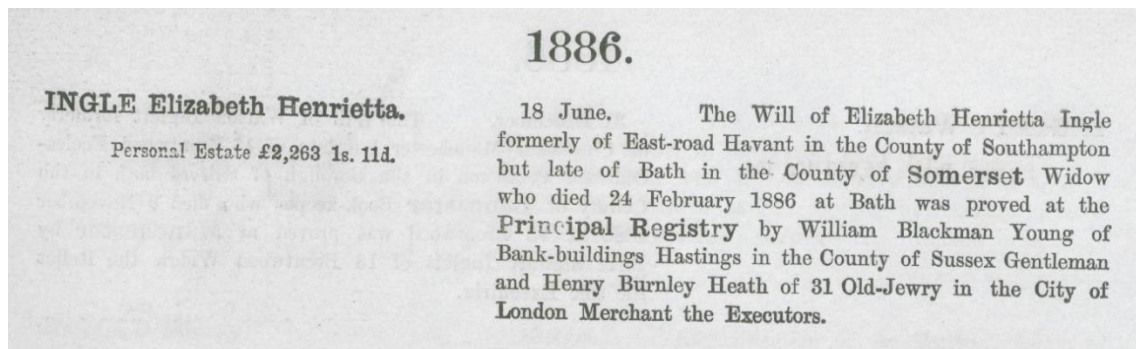 1886.
INGLE Elizabeth Henrietta.
Personal Estate £2,263 1s. 11d.
18 June. The Will of Elizabeth Henrietta Ingle
formerly of East-road Havant in the County of Southampton
but late of Bath in the County of Somerset Widow
who died 24 February 1886 at Bath was proved at the
Principal Registry by William Blackman Young of
Bank-buildings Hastings in the County of Sussex Gentleman
and Henry Burnley Heath of 31 Old-Jewry in the City of
London Merchant the Executors.